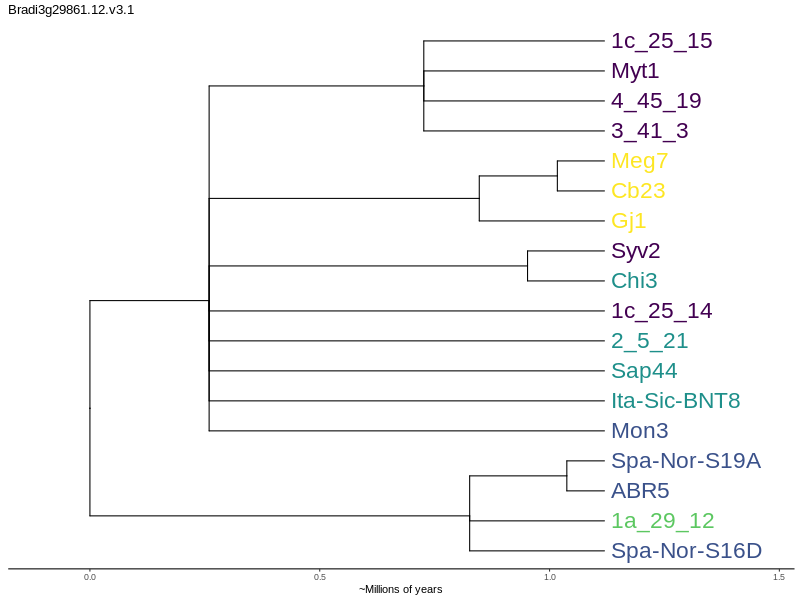 Bradi3g29861.12.v3.1
1c_25_15
Myt1
4_45_19
3_41_3
Meg7
Cb23
Gj1
Syv2
Chi3
1c_25_14
2_5_21
Sap44
Ita-Sic-BNT8
Mon3
Spa-Nor-S19A
ABR5
1a_29_12
Spa-Nor-S16D
0.0 0.5 1.0 1.5
~Millions of years